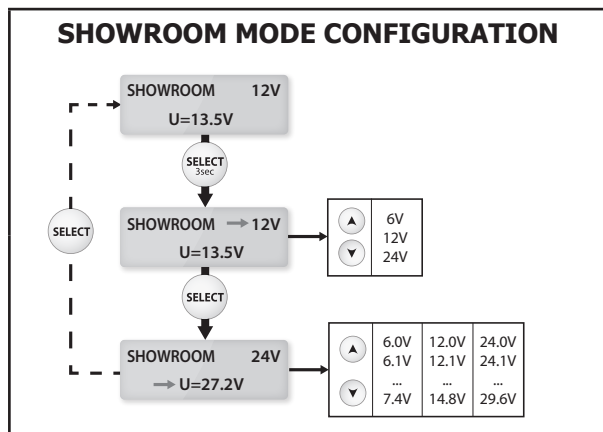 SHOWROOM MODE CONFIGURATION
SHOWROOM 12V
U=13.5V
SELECT
3sec
SHOWROOM → 12V
U=13.5V
6V
12V
24V
SELECT
SELECT
SHOWROOM 24V
→ U=27.2V
6.0V 12.0V 24.0V
6.1V 12.1V 24.1V
... ... ...
7.4V 14.8V 29.6V